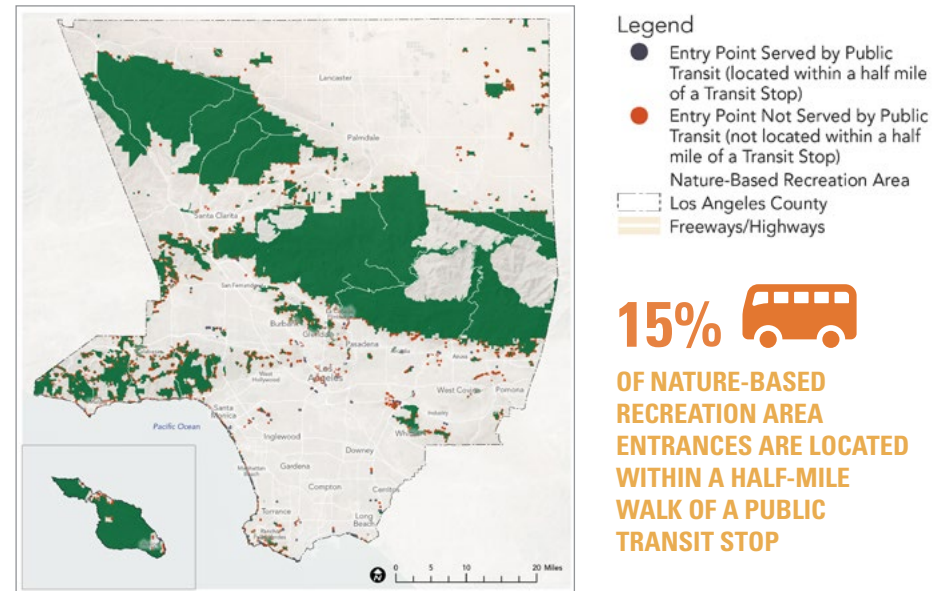 Lancaster
Palmdale
Santa Clarita
San Fernando
Burbank
Glendale
Pasadena
Arcadia
Azusa
West
Hollywood
Los
Angeles
West Covina
Pomona
Santa
Monica
Industry
Pacific Ocean
Inglewood
Downey
Manhattan
Beach
Gardena
Compton
Cerritos
Torrance
Long
Beach
0 5 10 20 Miles
Legend
Entry Point Served by Public
Transit (located within a half mile
of a Transit Stop)
Entry Point Not Served by Public
Transit (not located within a half
mile of a Transit Stop)
Nature-Based Recreation Area
Los Angeles County
Freeways/Highways
15%
OF NATURE-BASED
RECREATION AREA
ENTRANCES ARE LOCATED
WITHIN A HALF-MILE
WALK OF A PUBLIC
TRANSIT STOP